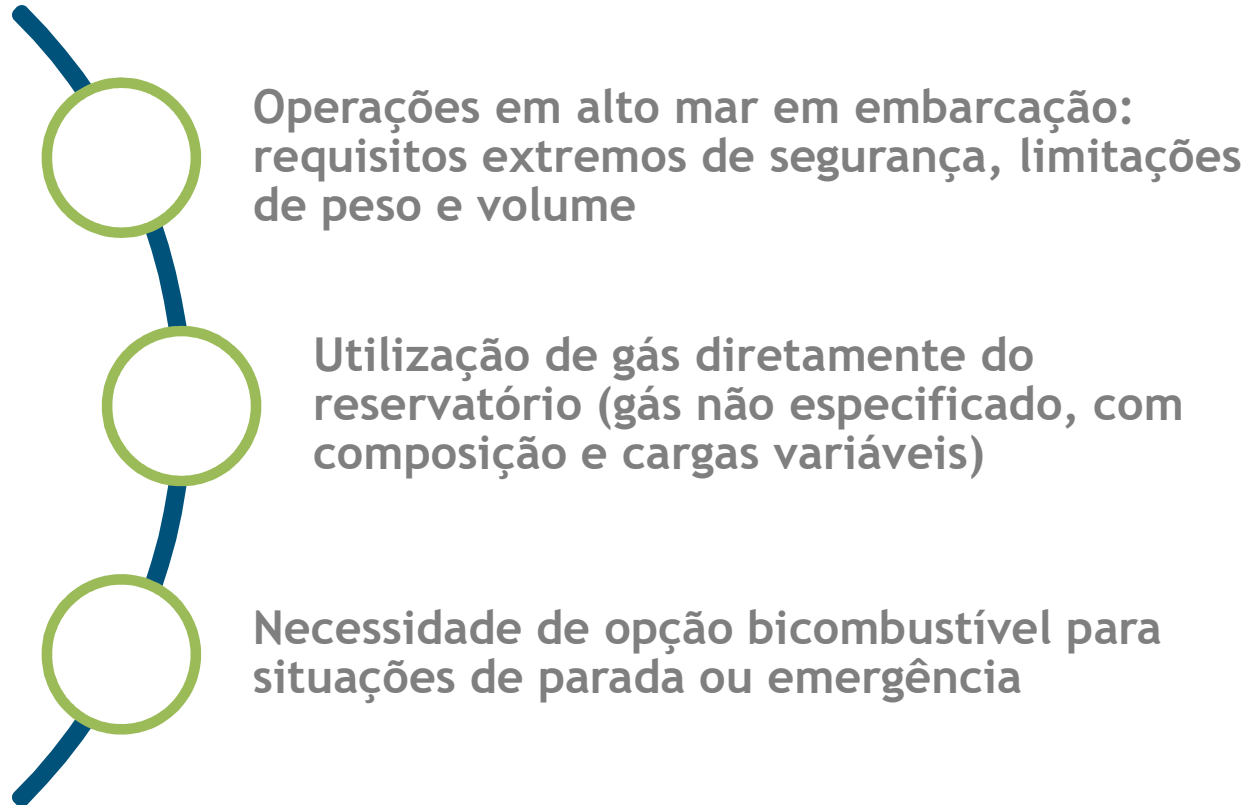 Operações em alto mar em embarcação:
requisitos extremos de segurança, limitações
de peso e volume
Utilização de gás diretamente do
reservatório (gás não especificado, com
composição e cargas variáveis)
Necessidade de opção bicombustível para
situações de parada ou emergência